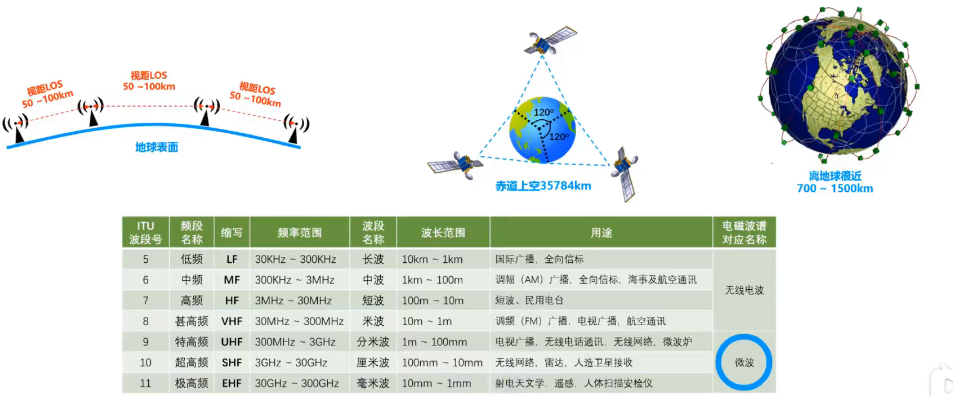 视距LOS
50 ~100km
视距LOS
50 ~100km
视距LOS
50 ~100km
地球表面
120°
120°
赤道上空35784km
离地球很近
700 ~ 1500km
ITU 波段号 频段名称 缩写 频率范围 波段名称 波长范围 用途 电磁波谱对应名称
5 低频 LF 30KHz ~ 300KHz 长波 10km ~ 1km 国际广播、全向信标 无线电波
6 中频 MF 300KHz ~ 3MHz 中波 1km ~ 100m 调幅（AM）广播、全向信标、海事及航空通讯
7 高频 HF 3MHz ~ 30MHz 短波 100m ~ 10m 短波、民用电台
8 甚高频 VHF 30MHz ~ 300MHz 米波 10m ~ 1m 调频（FM）广播、电视广播、航空通讯
9 特高频 UHF 300MHz ~ 3GHz 分米波 1m ~ 100mm 电视广播、无线电话通讯、无线网络、微波炉 微波
10 超高频 SHF 3GHz ~ 30GHz 厘米波 100mm ~ 10mm 无线网络、雷达、人造卫星接收
11 极高频 EHF 30GHz ~ 300GHz 毫米波 10mm ~ 1mm 射电天文学、遥感、人体扫描安检仪